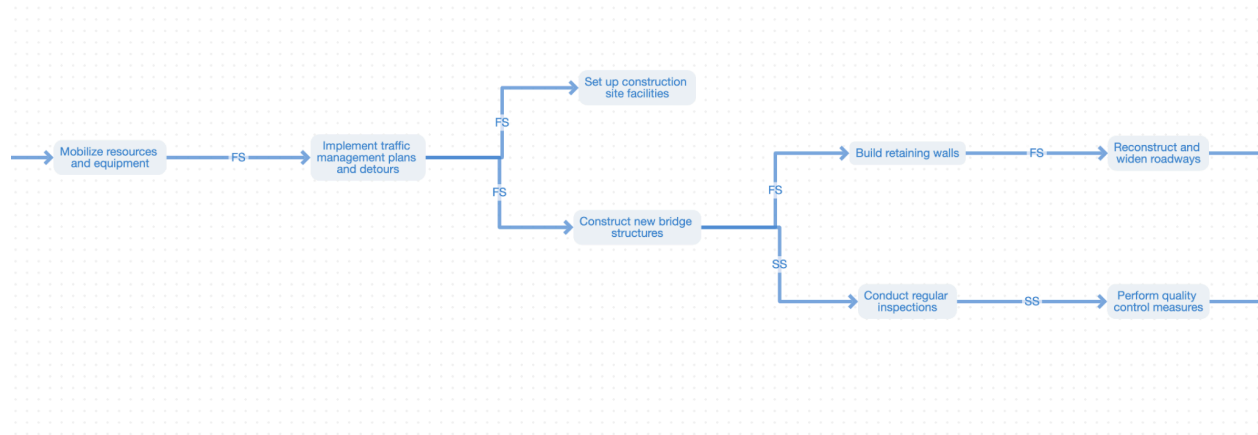 Mobilize resources
and equipment
FS
Implement traffic
management plans
and detours
FS
Set up construction
site facilities
FS
Construct new bridge
structures
FS
Build retaining walls
FS
Reconstruct and
widen roadways
SS
Conduct regular
inspections
SS
Perform quality
control measures